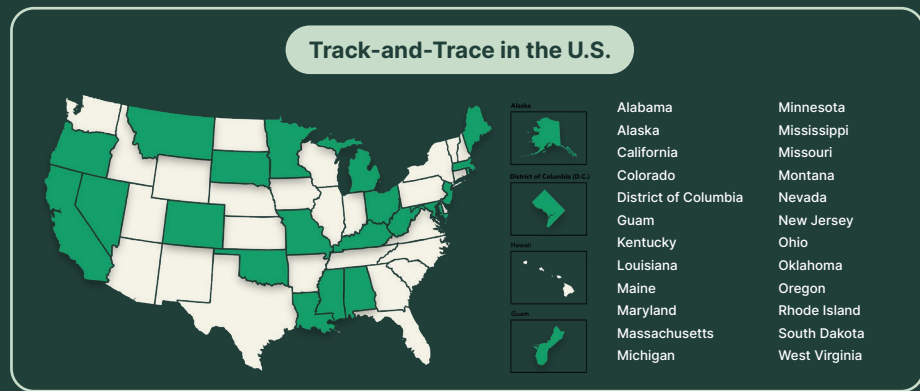 Track-and-Trace in the U.S.
Alaska
District of Columbia (D.C.)
Hawaii
Guam
Alabama
Alaska
California
Colorado
District of Columbia
Guam
Kentucky
Louisiana
Maine
Maryland
Massachusetts
Michigan
Minnesota
Mississippi
Missouri
Montana
Nevada
New Jersey
Ohio
Oklahoma
Oregon
Rhode Island
South Dakota
West Virginia